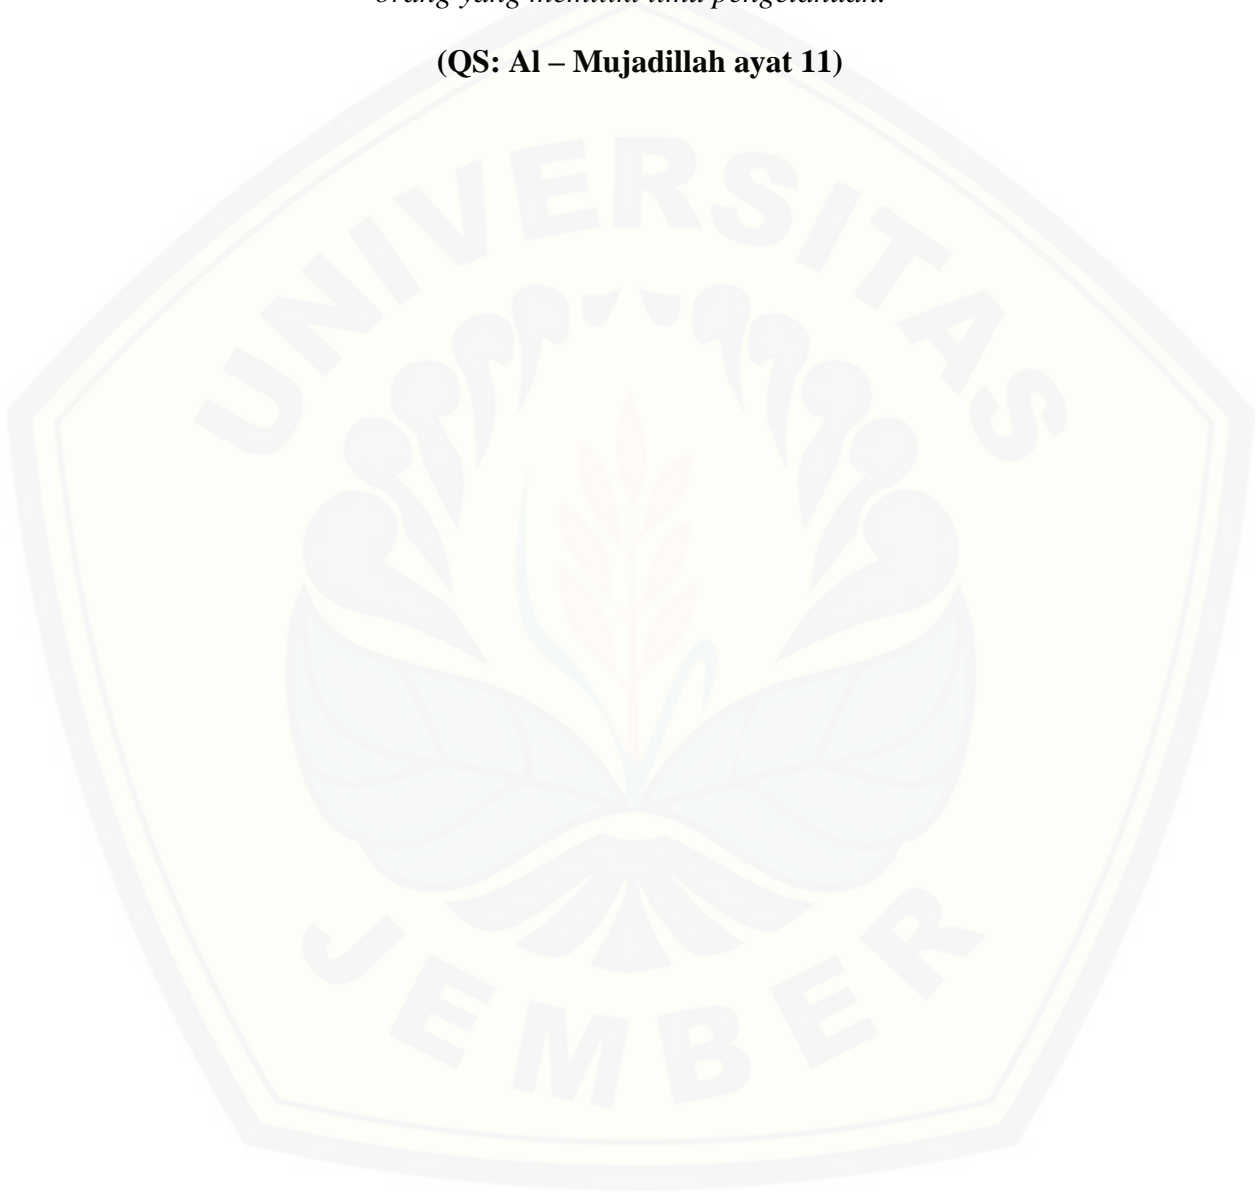 orang yang memiliki ilmu pengetahuan.
(QS: Al – Mujadillah ayat 11)
UNIVERSITAS
JEMBER